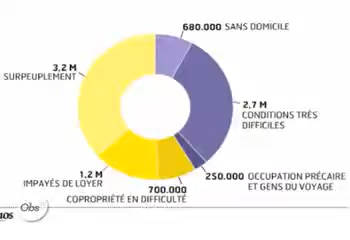 680.000 SANS DOMICILE
3,2 M
SURPEUPLEMENT
2,7 M
CONDITIONS TRÈS
DIFFICILES
1,2 M
IMPAYÉS DE LOYER
700.000
COPROPRIÉTÉ EN DIFFICULTÉ
250.000 OCCUPATION PRÉCAIRE
ET GENS DU VOYAGE
Obs